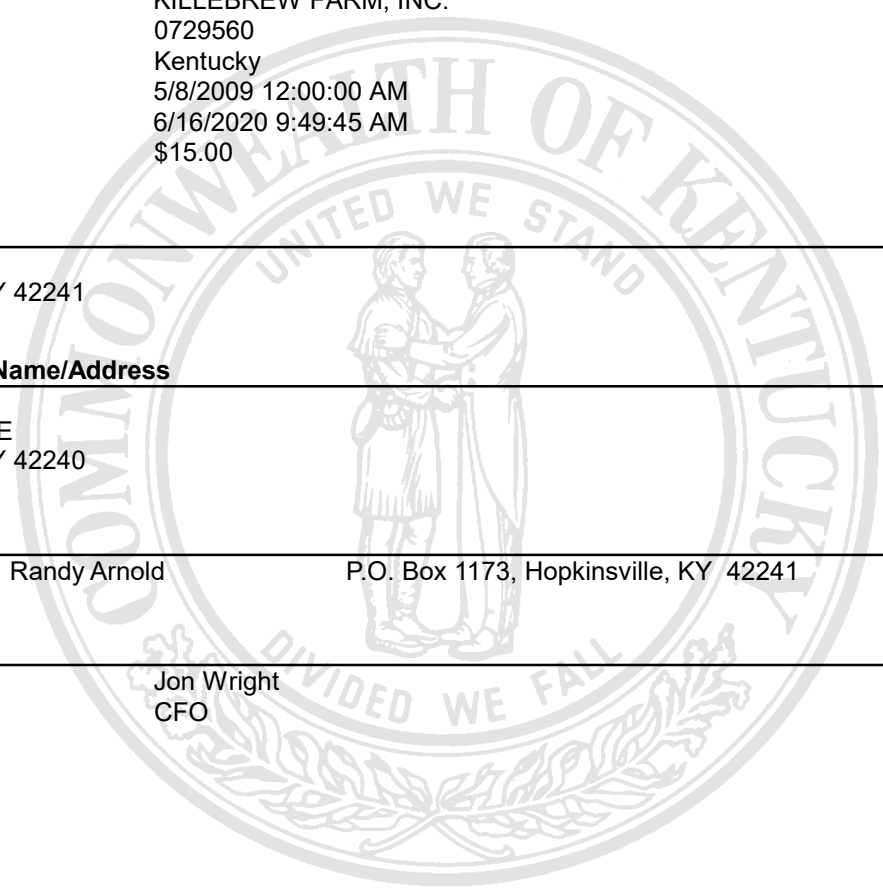 KILLEBREW FARM, INC.
0729560
Kentucky
5/8/2009 12:00:00 AM
6/16/2020 9:49:45 AM
$15.00
COMMONWEALTH OF KENTUCKY
UNITED WE STAND
Y 42241
Name/Address
E
Y 42240
Randy Arnold P.O. Box 1173, Hopkinsville, KY 42241
DIVIDED WE FALL
Jon Wright
CFO